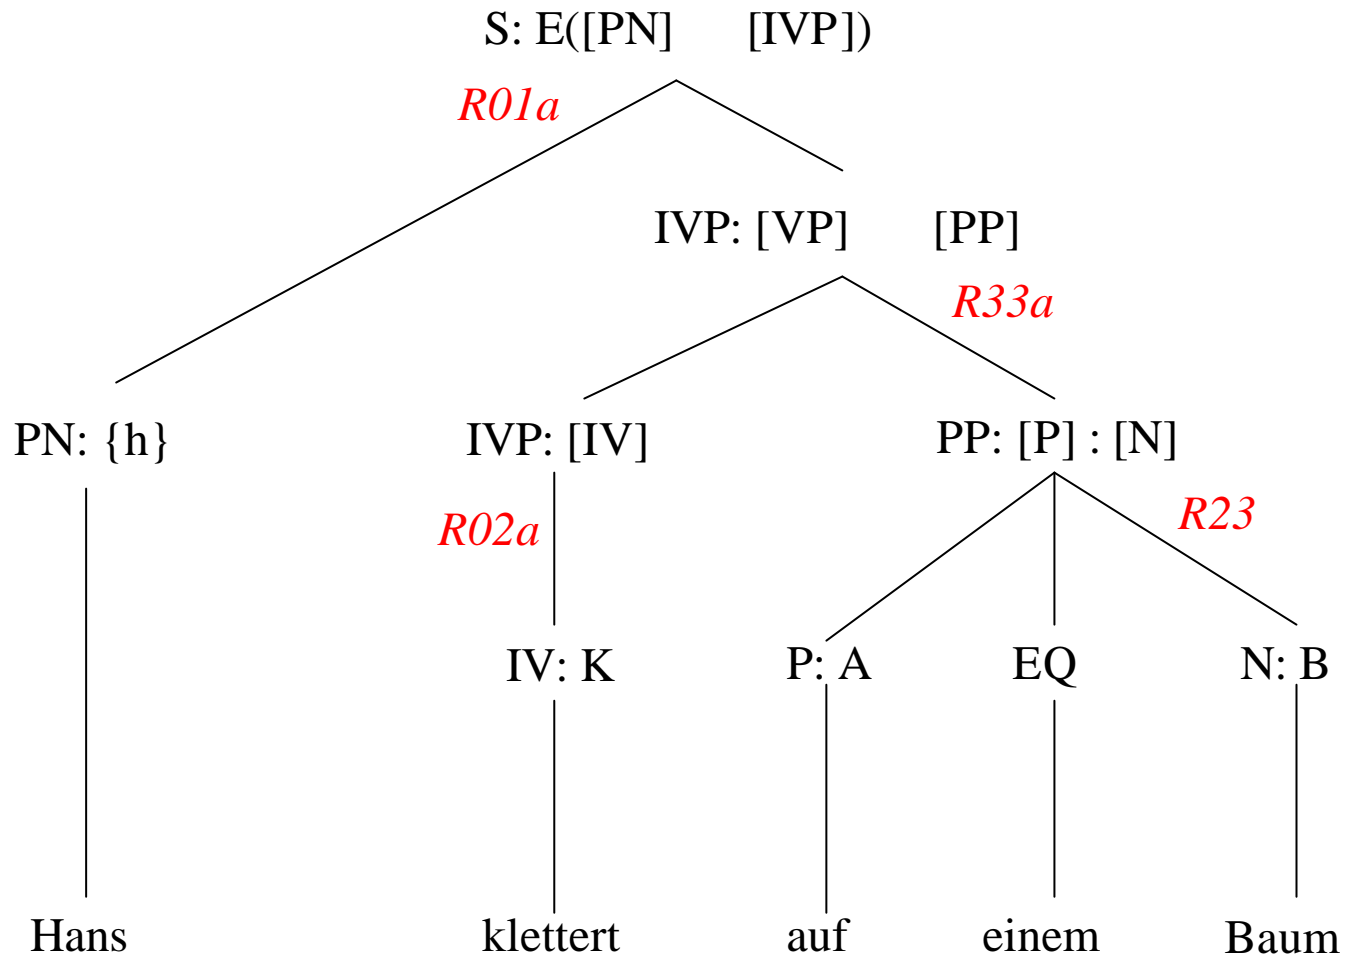 S: E([PN] [IVP])
R01a
IVP: [VP] [PP]
R33a
PN: {h} IVP: [IV] PP: [P] : [N]
R02a R23
IV: K P: A EQ N: B
Hans klettert auf einem Baum